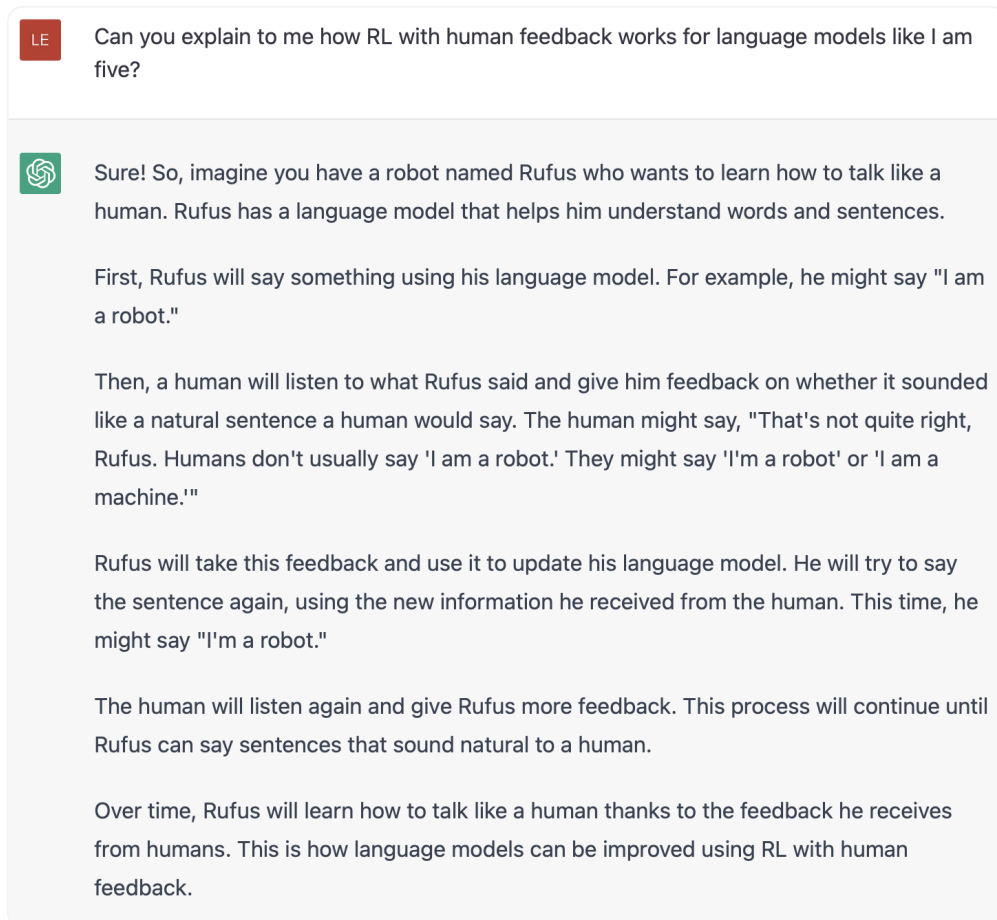 LE
Can you explain to me how RL with human feedback works for language models like I am
five?
Sure! So, imagine you have a robot named Rufus who wants to learn how to talk like a
human. Rufus has a language model that helps him understand words and sentences.
First, Rufus will say something using his language model. For example, he might say "I am
a robot."
Then, a human will listen to what Rufus said and give him feedback on whether it sounded
like a natural sentence a human would say. The human might say, "That's not quite right,
Rufus. Humans don't usually say 'I am a robot.' They might say 'I'm a robot' or 'I am a
machine.'"
Rufus will take this feedback and use it to update his language model. He will try to say
the sentence again, using the new information he received from the human. This time, he
might say "I'm a robot."
The human will listen again and give Rufus more feedback. This process will continue until
Rufus can say sentences that sound natural to a human.
Over time, Rufus will learn how to talk like a human thanks to the feedback he receives
from humans. This is how language models can be improved using RL with human
feedback.